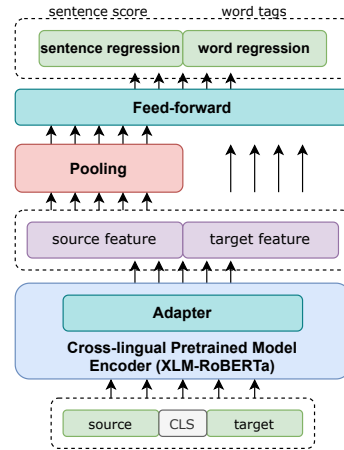 sentence score word tags
sentence regression word regression
Feed-forward
Pooling
source feature target feature
Adapter
Cross-lingual Pretrained Model
Encoder (XLM-RoBERTa)
source CLS target